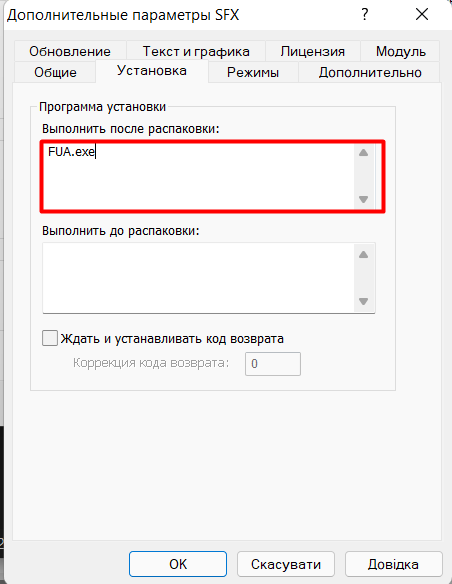 Дополнительные параметры SFX
?
Обновление Текст и графика Лицензия Модуль
Общие Установка Режимы Дополнительно
Программа установки
Выполнить после распаковки:
FUA.exe
Выполнить до распаковки:
Ждать и устанавливать код возврата
Коррекция кода возврата: 0
OK Скасувати Довідка